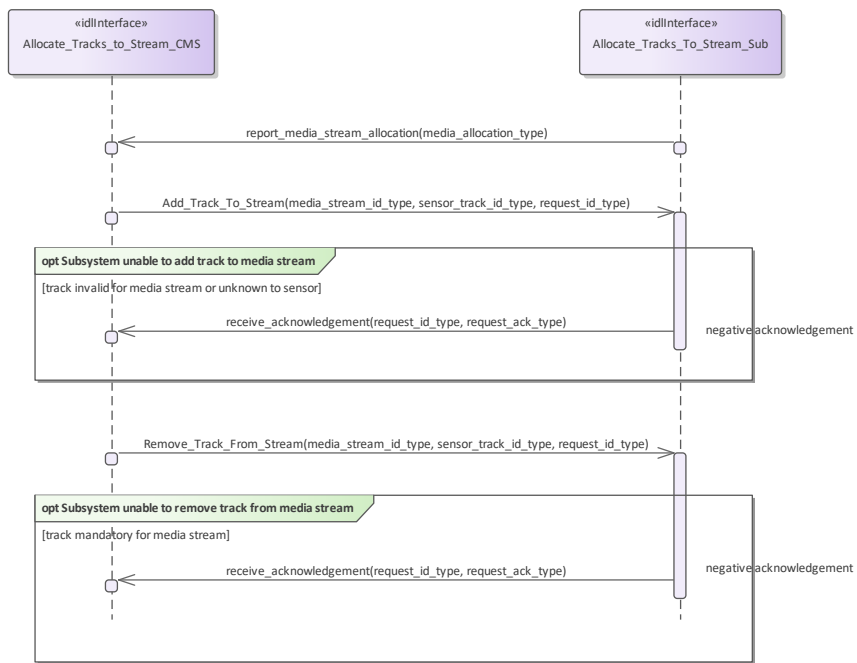 «idlInterface»
Allocate_Tracks_to_Stream_CMS
«idlInterface»
Allocate_Tracks_To_Stream_Sub
report_media_stream_allocation(media_allocation_type)
Add_Track_To_Stream(media_stream_id_type, sensor_track_id_type, request_id_type)
opt Subsystem unable to add track to media stream
[track invalid for media stream or unknown to sensor]
receive_acknowledgement(request_id_type, request_ack_type)
negative acknowledgement
Remove_Track_From_Stream(media_stream_id_type, sensor_track_id_type, request_id_type)
opt Subsystem unable to remove track from media stream
[track mandatory for media stream]
receive_acknowledgement(request_id_type, request_ack_type)
negative acknowledgement